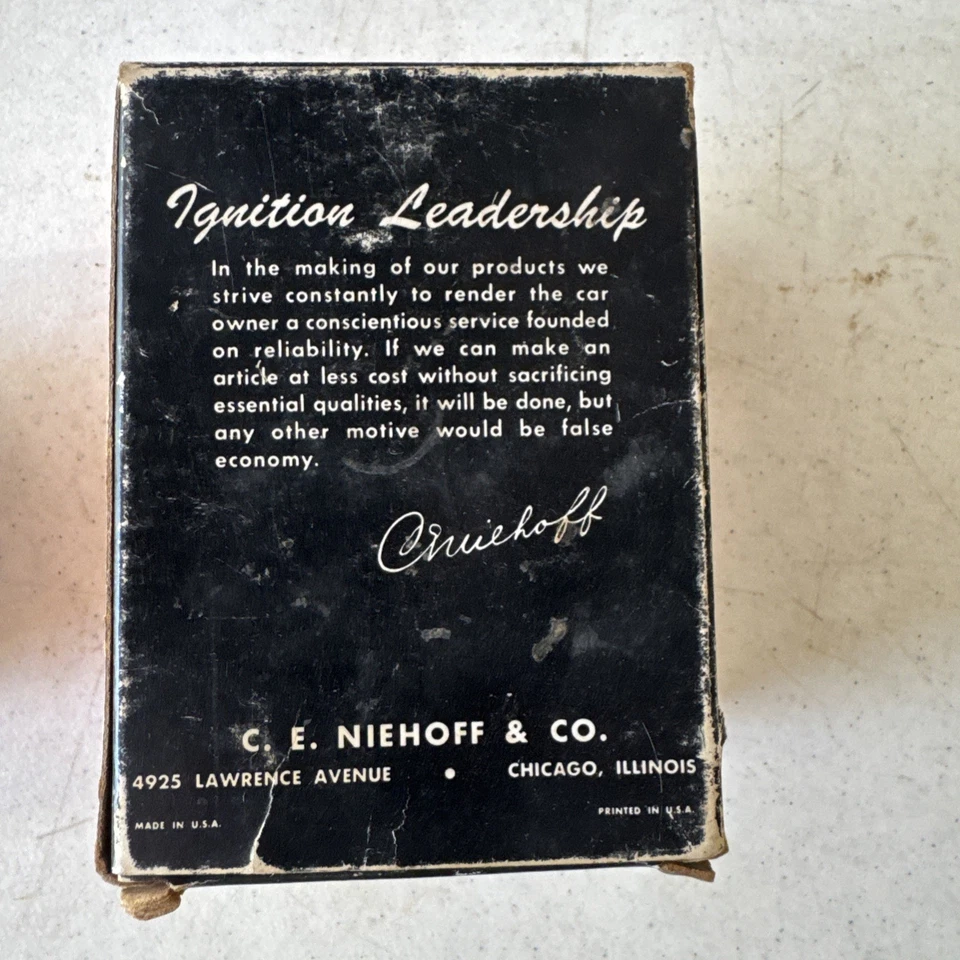 Ignition Leadership
In the making of our products we
strive constantly to render the car
owner a conscientious service founded
on reliability. If we can make an
article at less cost without sacrificing
essential qualities, it will be done, but
any other motive would be false
economy.
CENiehoff
C. E. NIEHOFF & CO.
4925 LAWRENCE AVENUE • CHICAGO, ILLINOIS
PRINTED IN U.S.A.
MADE IN U.S.A.